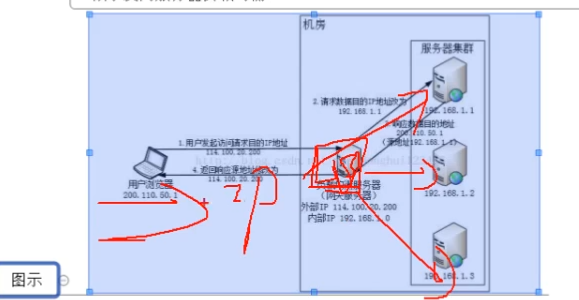 机房
服务器集群
2.请求数据目的IP地址改为
192.168.1.1
192.168.1.1
响应数据目的地址
200.110.50.1
(源地址192.168.1.1)
1.用户发起访问请求目的IP地址
114.100.20.200
4.返回响应源地址改为
114.100.20.200
用户浏览器
200.110.50.1
(网关服务器)
外部IP 114.100.20.200
内部IP 192.168.1.0
192.168.1.2
192.168.1.3
IP
图示